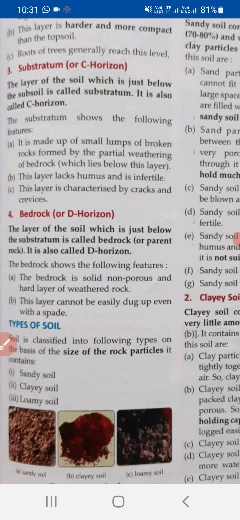 10:31
81%
(b) This layer is harder and more compact
than the topsoil.
(c) Roots of trees generally reach this level.
3. Substratum (or C-Horizon)
The layer of the soil which is just below
the subsoil is called substratum. It is also
called C-horizon.
The substratum shows the following
features:
(a) It is made up of small lumps of broken
rocks formed by the partial weathering
of bedrock (which lies below this layer).
(b) This layer lacks humus and is infertile.
(c) This layer is characterised by cracks and
crevices.
4. Bedrock (or D-Horizon)
The layer of the soil which is just below
the substratum is called bedrock (or parent
rock). It is also called D-horizon.
The bedrock shows the following features :
(a) The bedrock is solid non-porous and
hard layer of weathered rock.
(b) This layer cannot be easily dug up even
with a spade.
TYPES OF SOIL
Soil is classified into following types on
the basis of the size of the rock particles it
contains:
(i) Sandy soil
(ii) Clayey soil
(iii) Loamy soil
(a) sandy soil
(b) clayey soil
(c) loamy soil
Sandy soil con
(70-80%) and v
clay particles
this soil are :
(a) Sand part
cannot fit
large space
are filled w
sandy soil
(b) Sand par
between th
very poro
through it
hold much
(c) Sandy soil
be blown a
(d) Sandy soil
fertile.
(e) Sandy soil
humus and
it is not sui
(f) Sandy soil
(g) Sandy soil
2. Clayey Soi
Clayey soil co
very little amo
(b)]. It contains
this soil are:
(a) Clay partic
tightly toge
air. So, clay
(b) Clayey soil
packed clay
porous. So
holding cap
logged easi
(c) Clayey soil
(d) Clayey soil
more wate
(e) Clayey soil